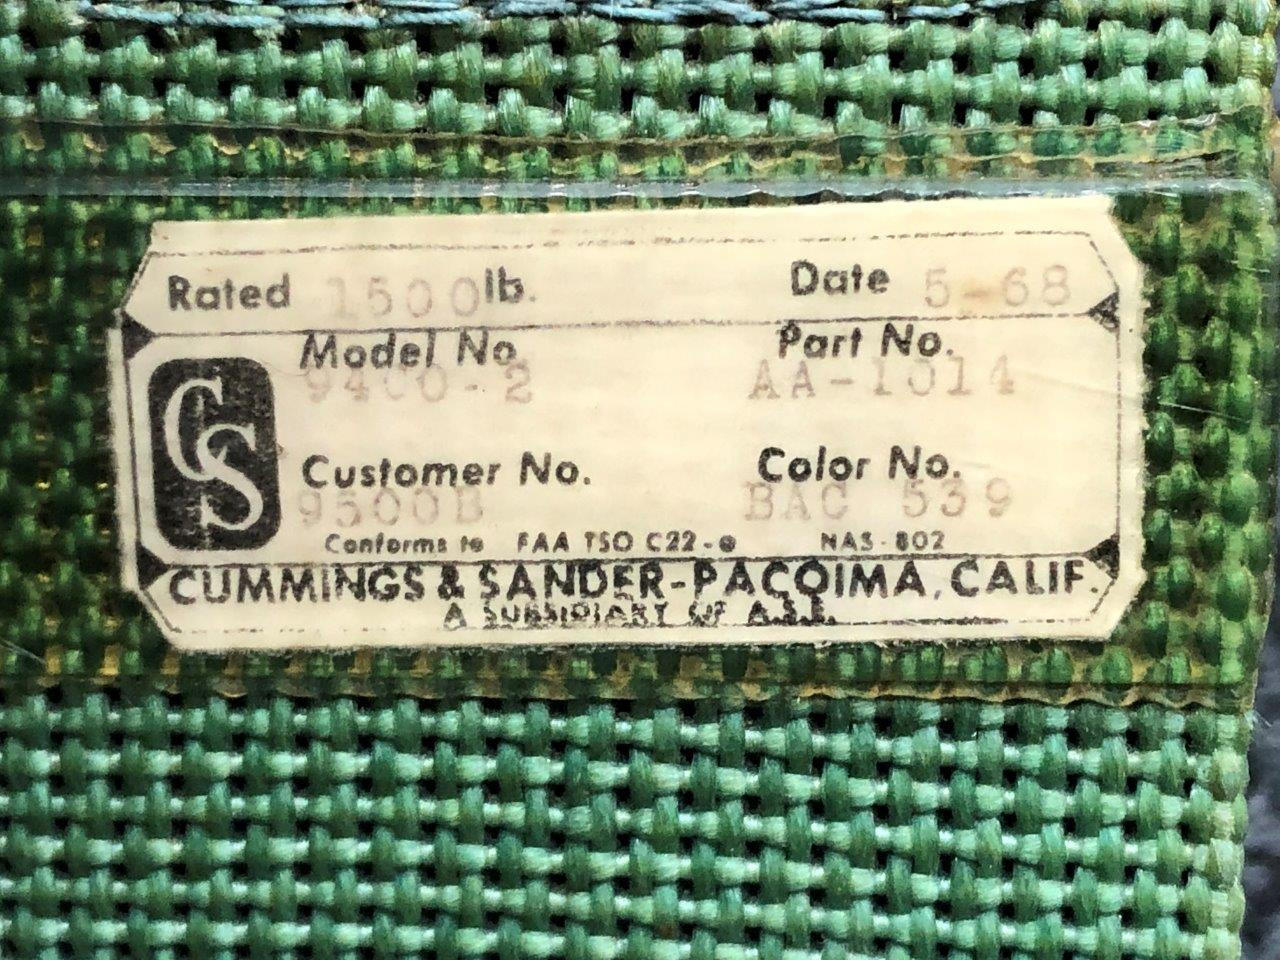 Rated 1500 lb. Date 5-68
Model No. Part No.
9400-2 AA-1014
CS
Customer No. Color No.
9500B BAC 539
Conforms to FAA TSO C22-e NAS-802
CUMMINGS & SANDER-PACOIMA, CALIF.
A SUBSIDIARY OF A.S.E.